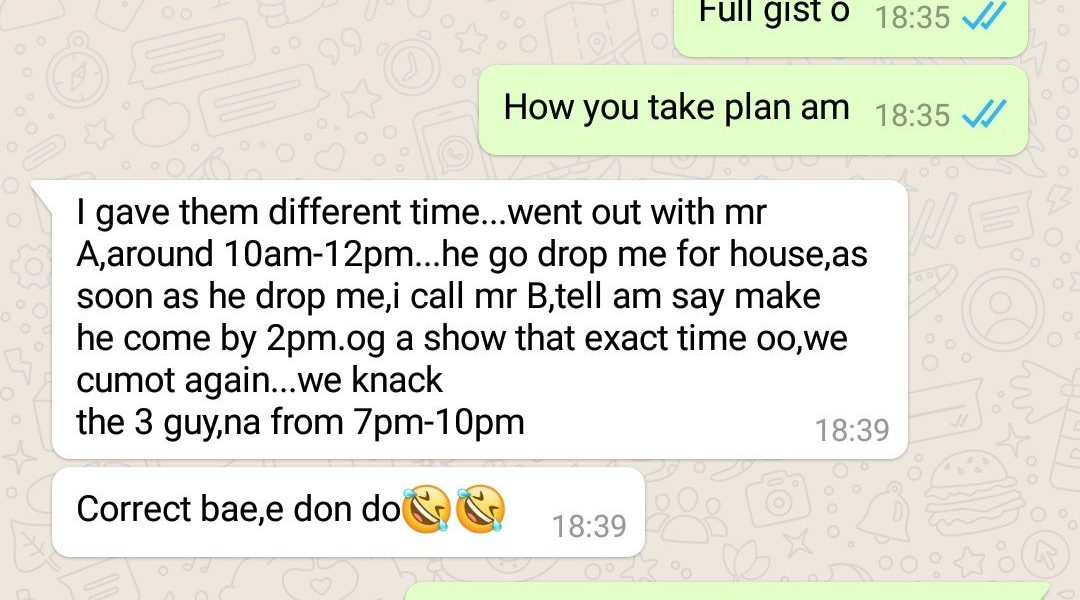 Full gist o 18:35
How you take plan am 18:35
I gave them different time...went out with mr
A,around 10am-12pm...he go drop me for house,as
soon as he drop me,i call mr B,tell am say make
he come by 2pm.og a show that exact time oo,we
cumot again...we knack
the 3 guy,na from 7pm-10pm 18:39
Correct bae,e don do🤣🤣 18:39